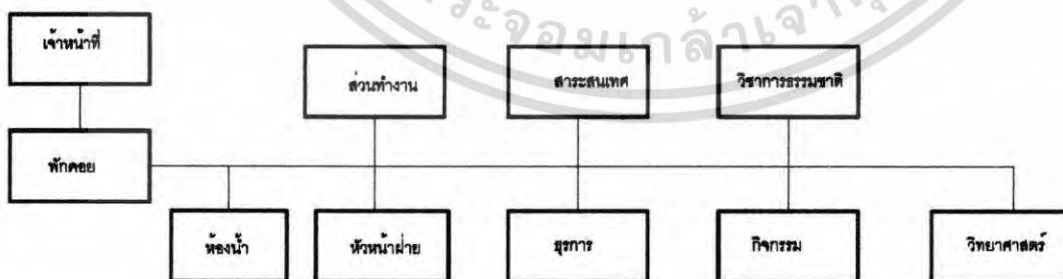 เจ้าหน้าที่
ส่วนทำงาน
สาระสนเทศ
วิชาการธรรมชาติ
พักคอย
ห้องน้ำ
หัวหน้าฝ่าย
ธุรการ
กิจกรรม
วิทยาศาสตร์